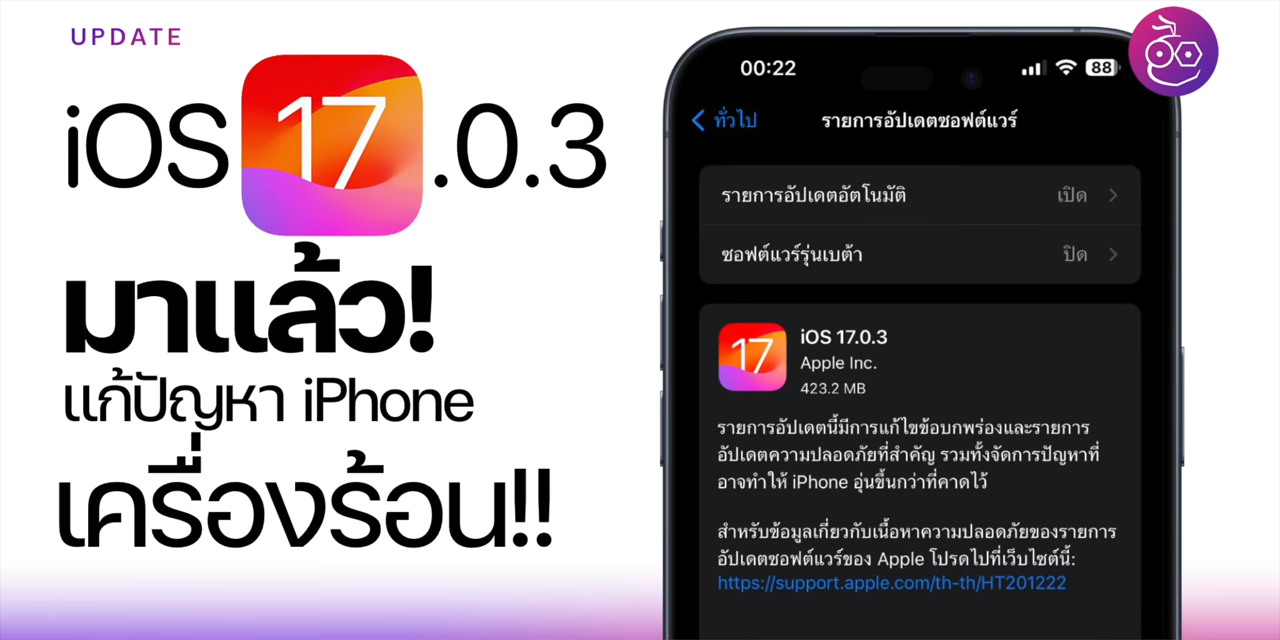 UPDATE
iOS 17.0.3
มาแล้ว!
แก้ปัญหา iPhone
เครื่องร้อน!!
00:22
88
ทั่วไป
รายการอัปเดตซอฟต์แวร์
รายการอัปเดตอัตโนมัติ
เปิด
ซอฟต์แวร์รุ่นเบต้า
ปิด
17
iOS 17.0.3
Apple Inc.
423.2 MB
รายการอัปเดตนี้มีการแก้ไขข้อบกพร่องและรายการ
อัปเดตความปลอดภัยที่สำคัญ รวมทั้งจัดการปัญหาที่
อาจทำให้ iPhone อุ่นขึ้นกว่าที่คาดไว้
สำหรับข้อมูลเกี่ยวกับเนื้อหาความปลอดภัยของรายการ
อัปเดตซอฟต์แวร์ของ Apple โปรดไปที่เว็บไซต์นี้:
https://support.apple.com/th-th/HT201222